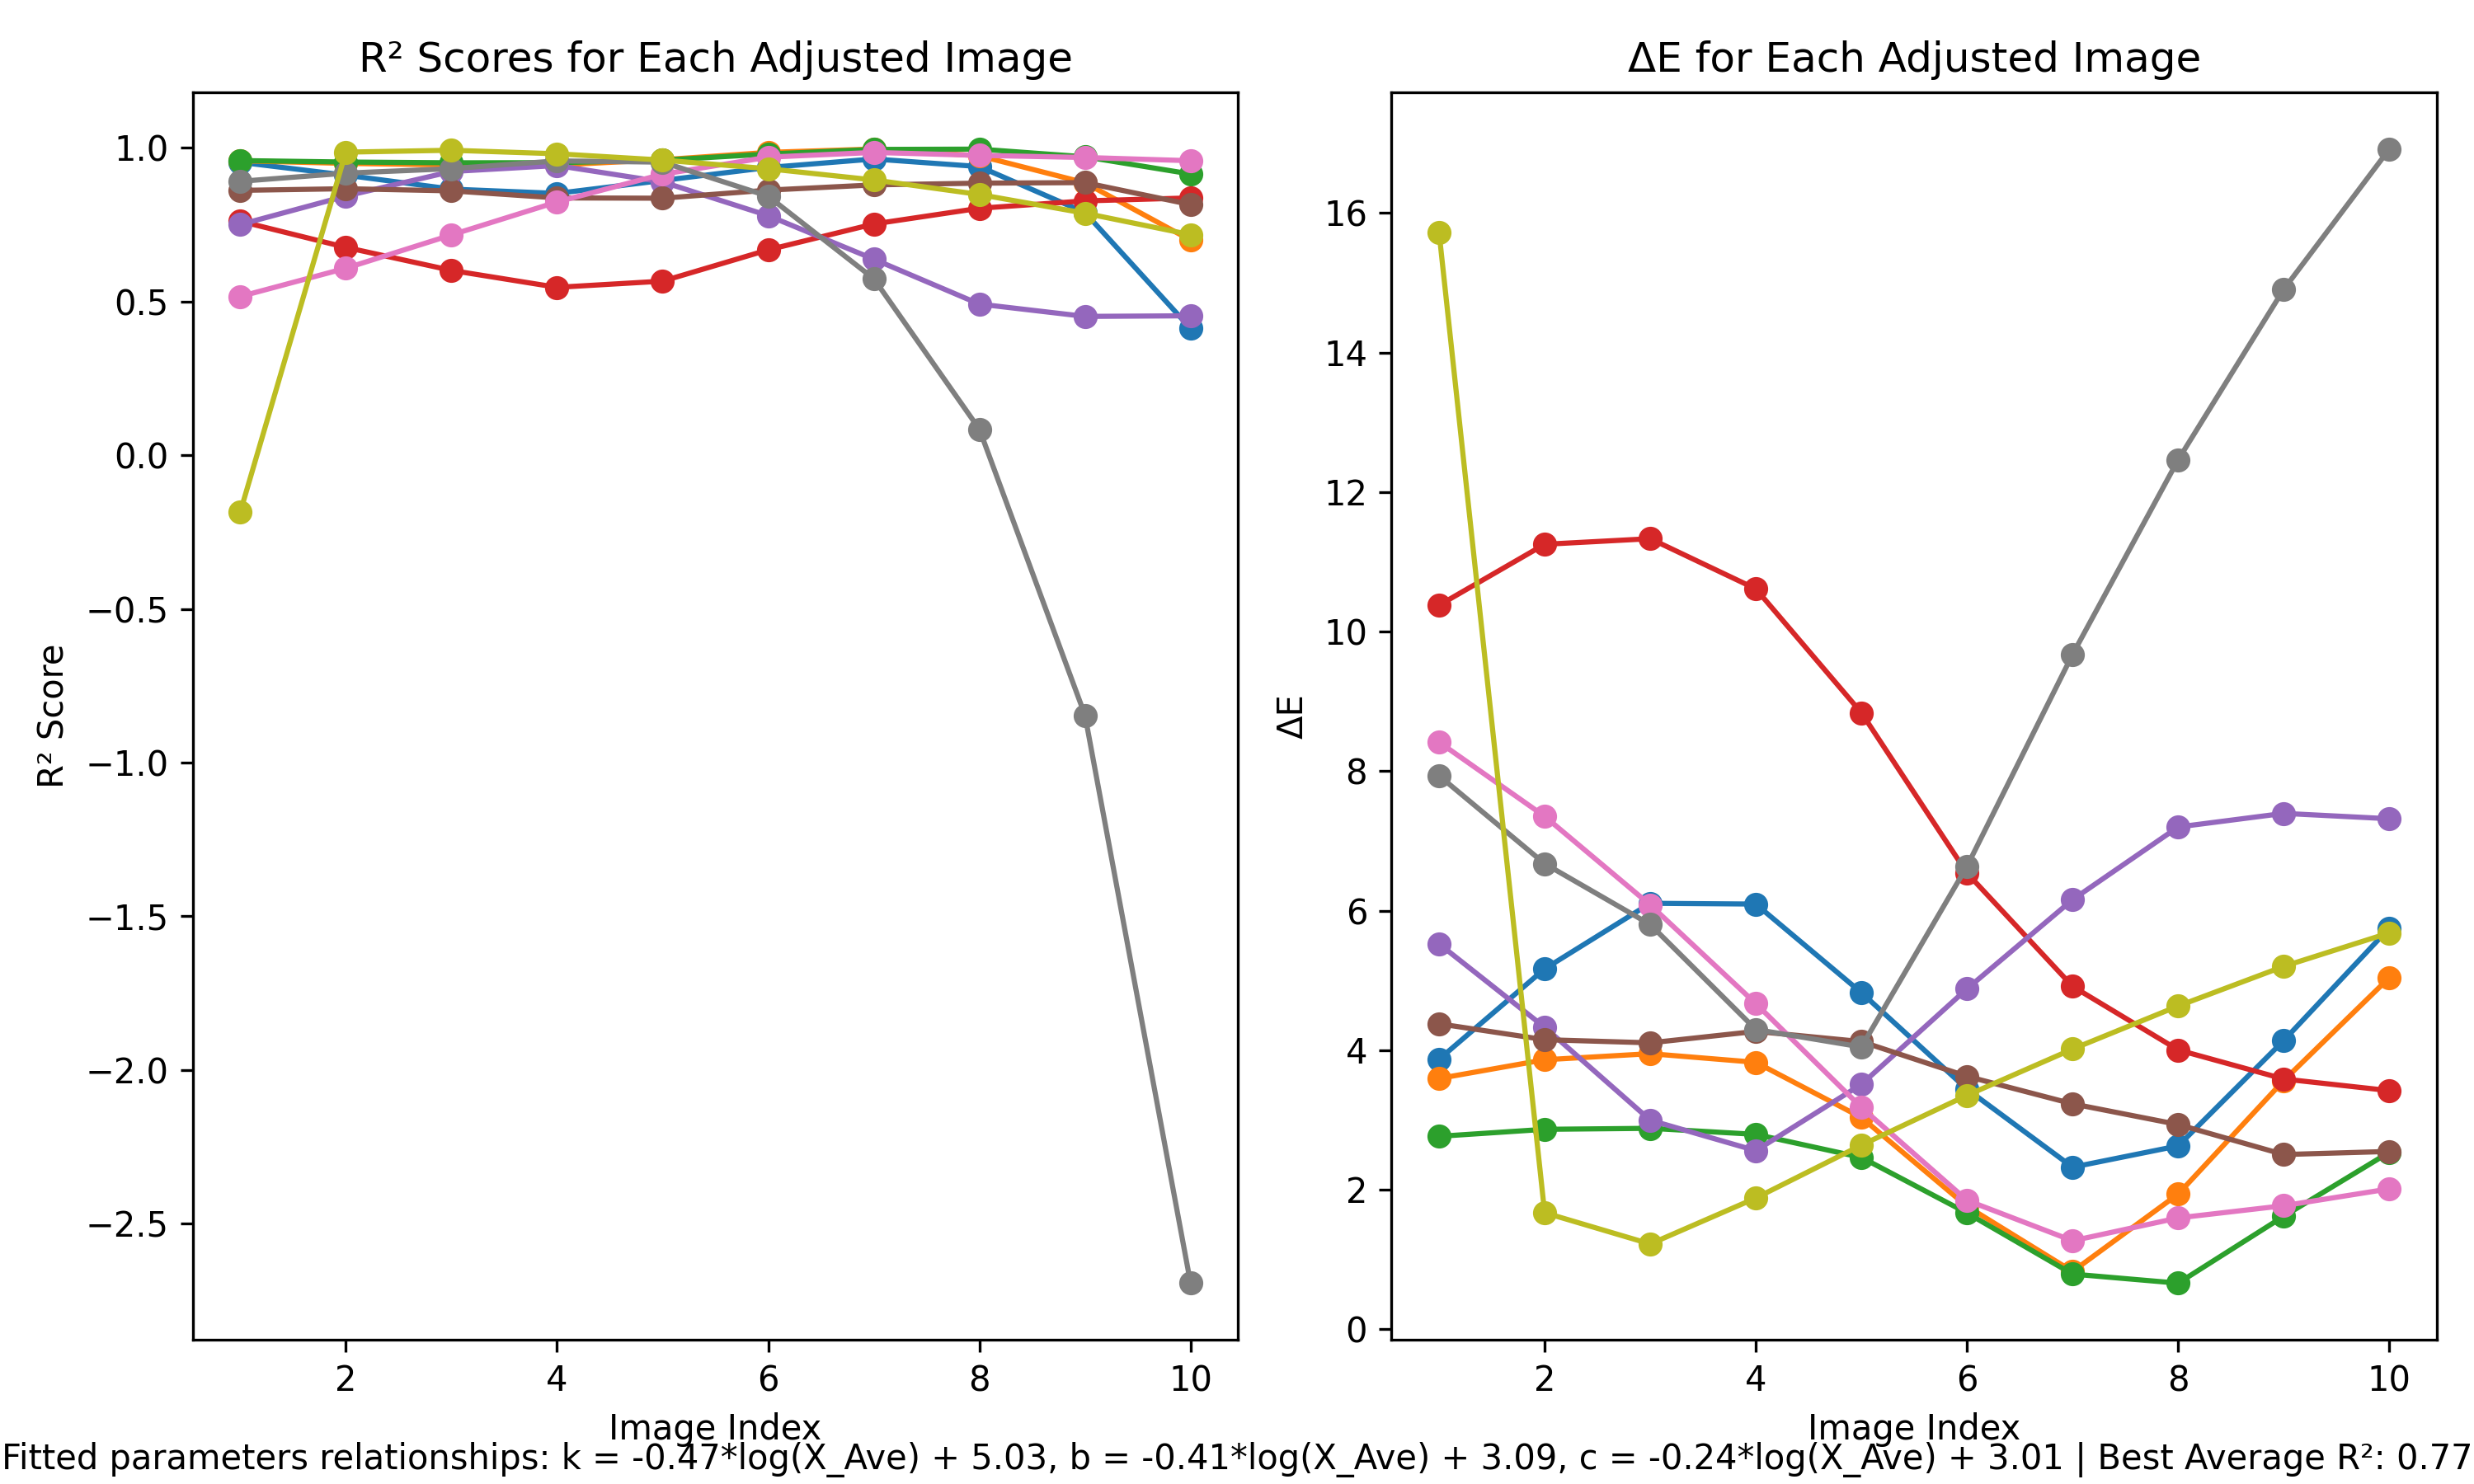 R² Scores for Each Adjusted Image
R² Score
1.0
0.5
0.0
−0.5
−1.0
−1.5
−2.0
−2.5
2 4 6 8 10
Image Index
ΔE for Each Adjusted Image
ΔE
16
14
12
10
8
6
4
2
0
2 4 6 8 10
Image Index
Fitted parameters relationships: k = -0.47*log(X_Ave) + 5.03, b = -0.41*log(X_Ave) + 3.09, c = -0.24*log(X_Ave) + 3.01 | Best Average R²: 0.77